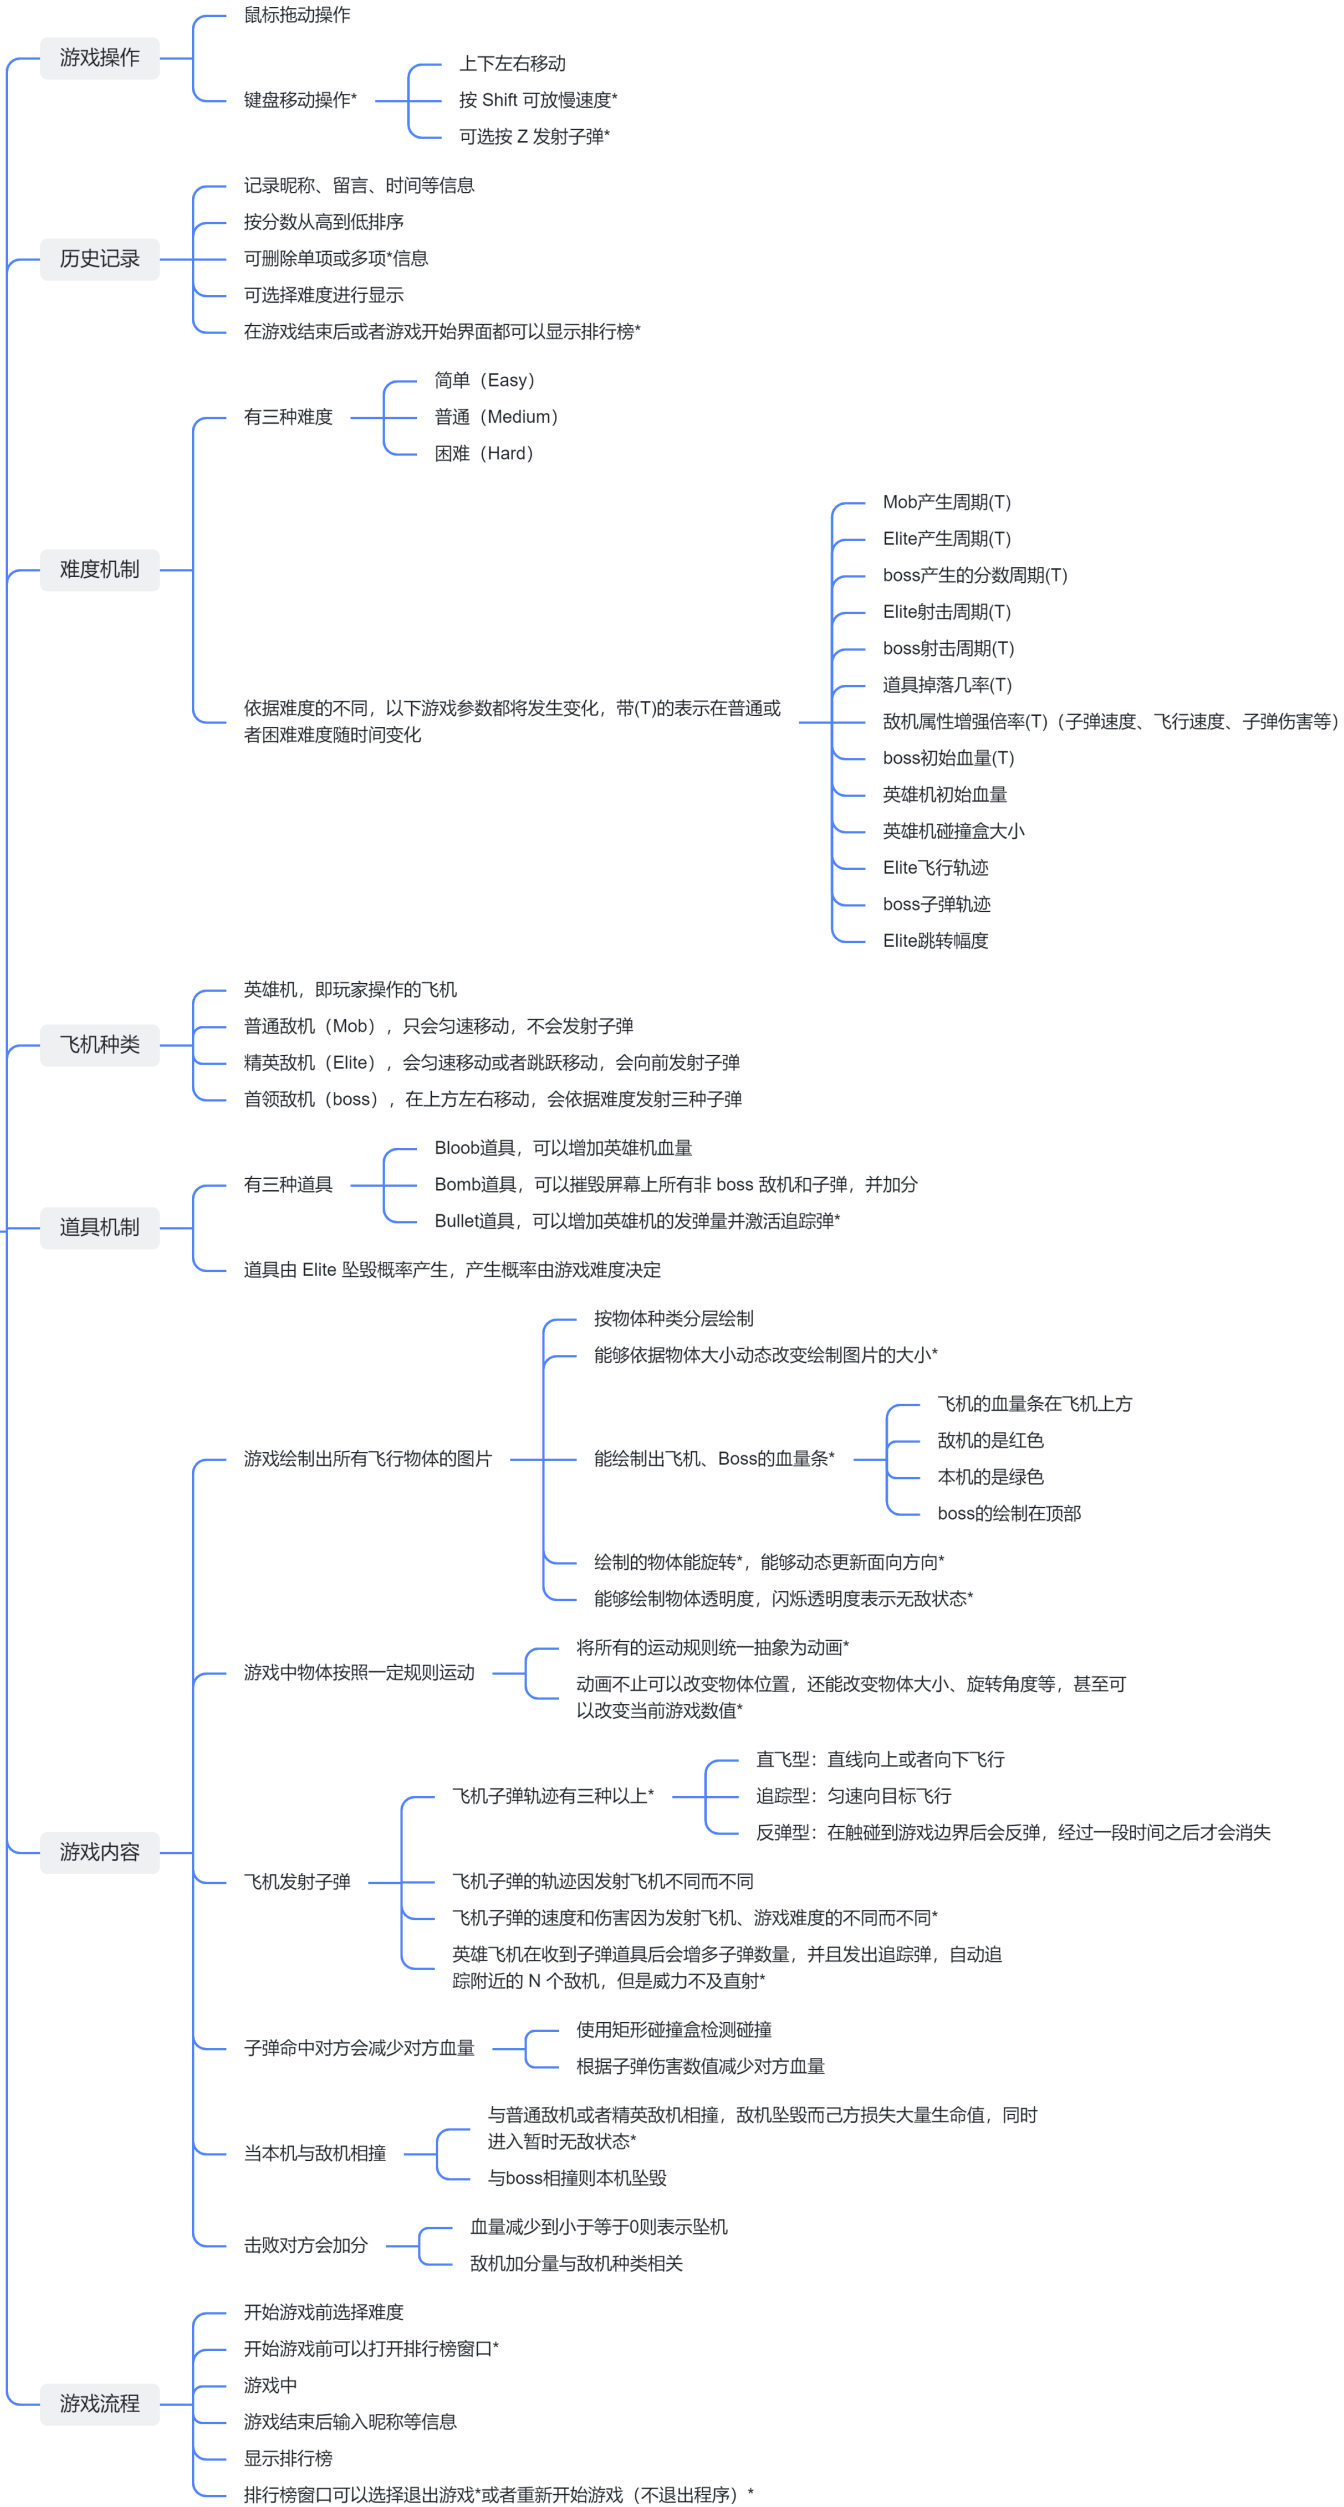 游戏操作
鼠标拖动操作
键盘移动操作*
上下左右移动
按 Shift 可放慢速度*
可选按 Z 发射子弹*
历史记录
记录昵称、留言、时间等信息
按分数从高到低排序
可删除单项或多项*信息
可选择难度进行显示
在游戏结束后或者游戏开始界面都可以显示排行榜*
难度机制
有三种难度
简单（Easy）
普通（Medium）
困难（Hard）
依据难度的不同，以下游戏参数都将发生变化，带(T)的表示在普通或
者困难难度随时间变化
Mob产生周期(T)
Elite产生周期(T)
boss产生的分数周期(T)
Elite射击周期(T)
boss射击周期(T)
道具掉落几率(T)
敌机属性增强倍率(T)（子弹速度、飞行速度、子弹伤害等）
boss初始血量(T)
英雄机初始血量
英雄机碰撞盒大小
Elite飞行轨迹
boss子弹轨迹
Elite跳转幅度
飞机种类
英雄机，即玩家操作的飞机
普通敌机（Mob），只会匀速移动，不会发射子弹
精英敌机（Elite），会匀速移动或者跳跃移动，会向前发射子弹
首领敌机（boss），在上方左右移动，会依据难度发射三种子弹
道具机制
有三种道具
Bloob道具，可以增加英雄机血量
Bomb道具，可以摧毁屏幕上所有非 boss 敌机和子弹，并加分
Bullet道具，可以增加英雄机的发弹量并激活追踪弹*
道具由 Elite 坠毁概率产生，产生概率由游戏难度决定
游戏内容
游戏绘制出所有飞行物体的图片
按物体种类分层绘制
能够依据物体大小动态改变绘制图片的大小*
能绘制出飞机、Boss的血量条*
飞机的血量条在飞机上方
敌机的是红色
本机的是绿色
boss的绘制在顶部
绘制的物体能旋转*，能够动态更新面向方向*
能够绘制物体透明度，闪烁透明度表示无敌状态*
游戏中物体按照一定规则运动
将所有的运动规则统一抽象为动画*
动画不止可以改变物体位置，还能改变物体大小、旋转角度等，甚至可
以改变当前游戏数值*
飞机发射子弹
飞机子弹轨迹有三种以上*
直飞型：直线向上或者向下飞行
追踪型：匀速向目标飞行
反弹型：在触碰到游戏边界后会反弹，经过一段时间之后才会消失
飞机子弹的轨迹因发射飞机不同而不同
飞机子弹的速度和伤害因为发射飞机、游戏难度的不同而不同*
英雄飞机在收到子弹道具后会增多子弹数量，并且发出追踪弹，自动追
踪附近的 N 个敌机，但是威力不及直射*
子弹命中对方会减少对方血量
使用矩形碰撞盒检测碰撞
根据子弹伤害数值减少对方血量
当本机与敌机相撞
与普通敌机或者精英敌机相撞，敌机坠毁而己方损失大量生命值，同时
进入暂时无敌状态*
与boss相撞则本机坠毁
击败对方会加分
血量减少到小于等于0则表示坠机
敌机加分量与敌机种类相关
游戏流程
开始游戏前选择难度
开始游戏前可以打开排行榜窗口*
游戏中
游戏结束后输入昵称等信息
显示排行榜
排行榜窗口可以选择退出游戏*或者重新开始游戏（不退出程序）*